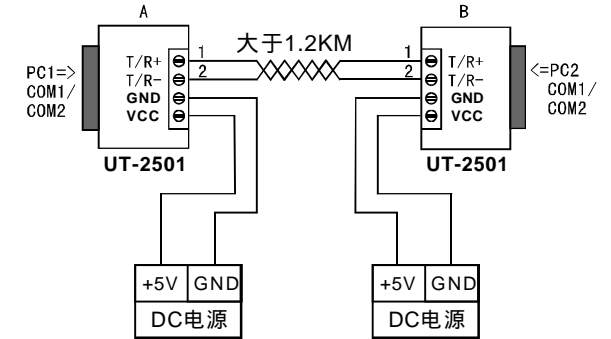 A
B
1
大于1.2KM
1
T/R+
T/R+
2
2
T/R-
T/R-
PC1=>
COM1/
COM2
<=PC2
COM1/
COM2
GND
GND
VCC
VCC
UT-2501
UT-2501
+5V GND
+5V GND
DC电源
DC电源